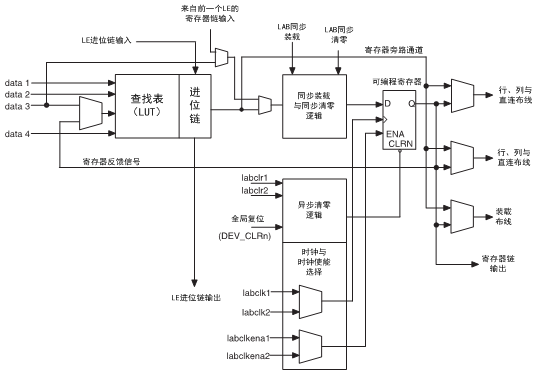 来自前一个LE的
寄存器链输入
LAB同步
装载
LAB同步
清零
LE进位链输入
寄存器旁路通道
data 1
data 2
data 3
data 4
查找表
(LUT)
进
位
链
同步装载
与同步清零
逻辑
可编程寄存器
D
Q
ENA
CLRN
行、列与
直连布线
行、列与
直连布线
寄存器反馈信号
labclr1
labclr2
异步清零
逻辑
全局复位
(DEV_CLRn)
装载
布线
时钟与
时钟使能
选择
寄存器链
输出
LE进位链输出
labclk1
labclk2
labclkena1
labclkena2